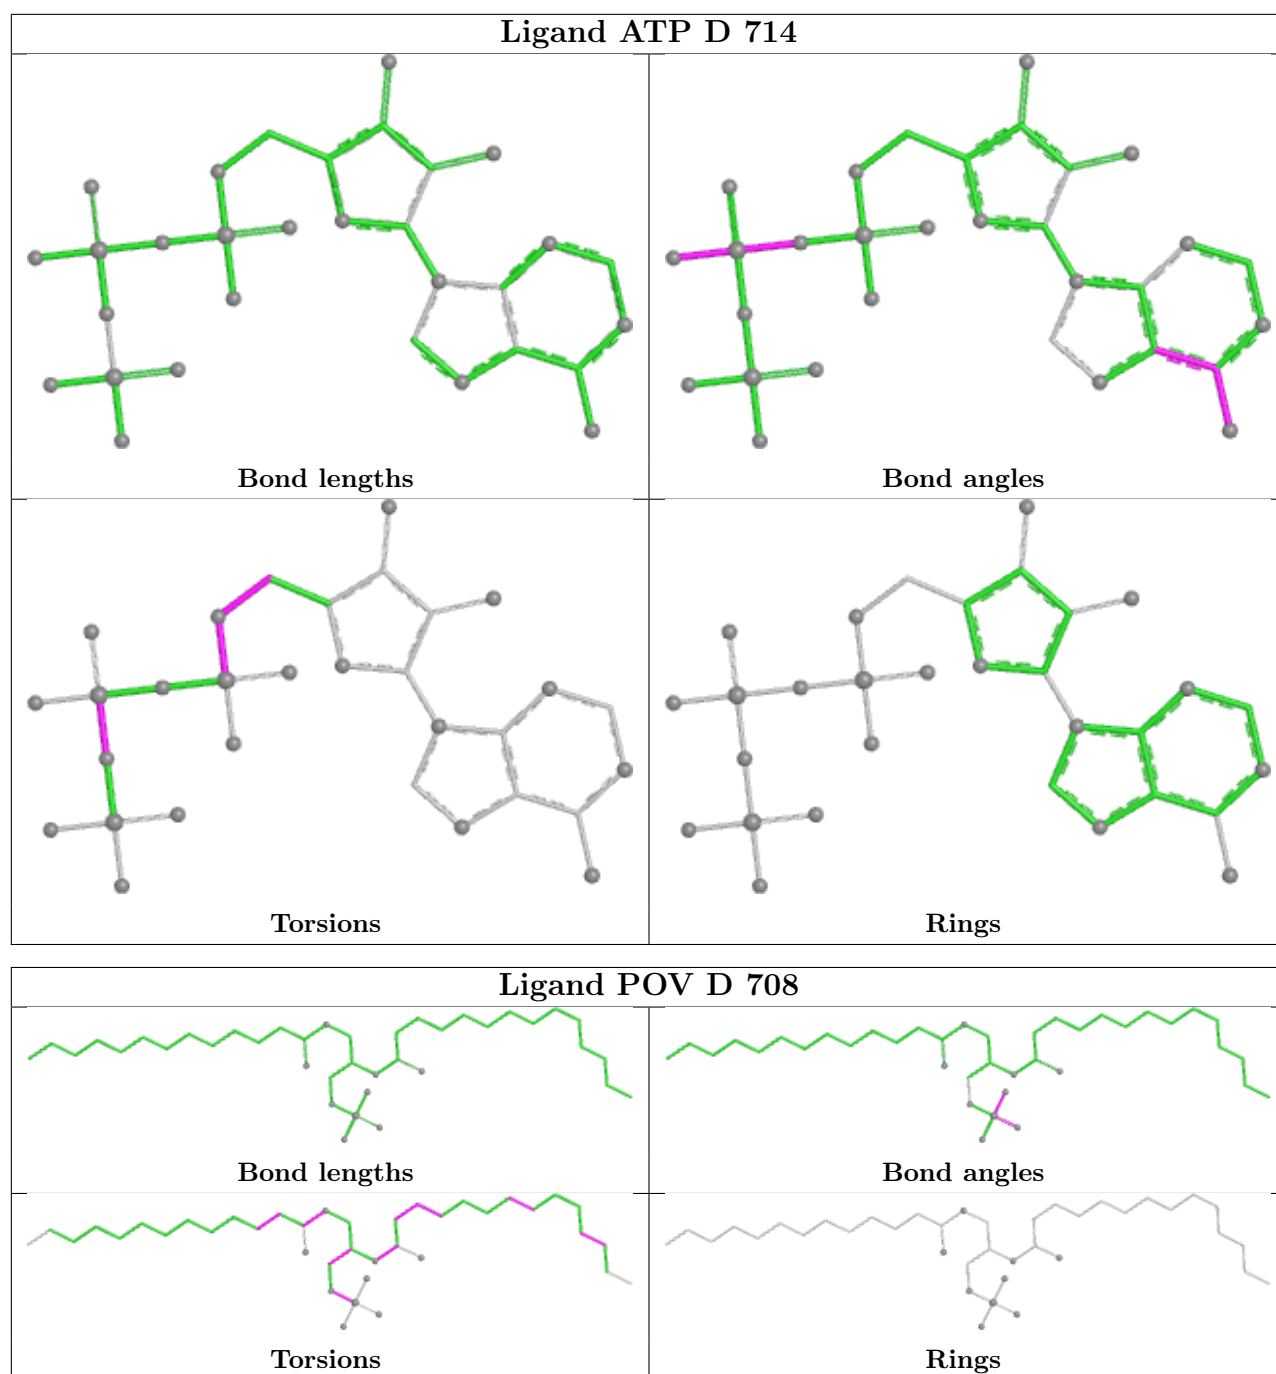 Ligand ATP D 714
Bond lengths
Bond angles
Torsions
Rings
Ligand POV D 708
Bond lengths
Bond angles
Torsions
Rings